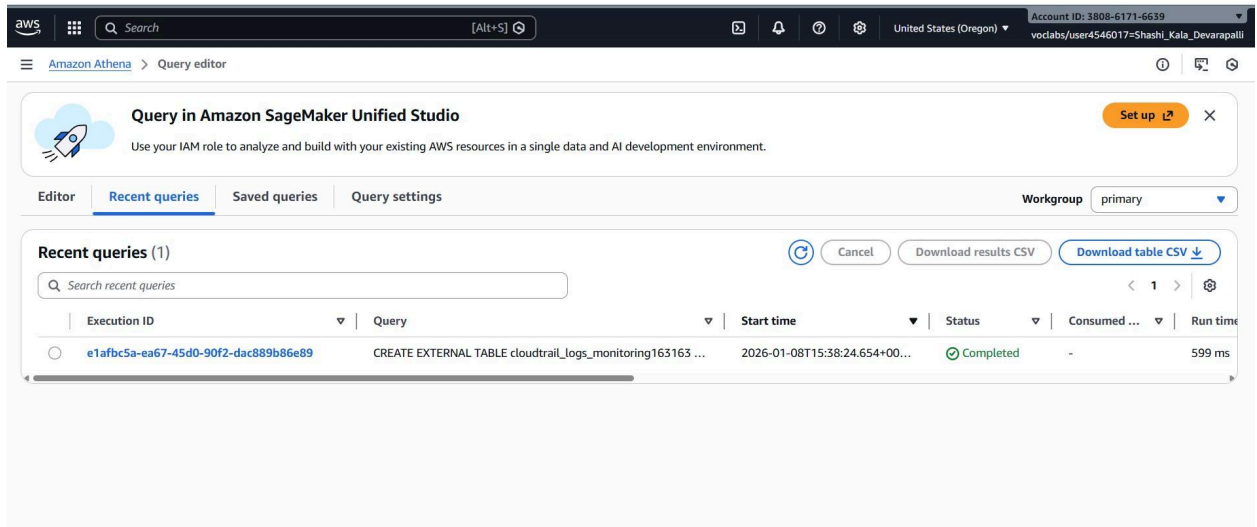 aws Search [Alt+S] United States (Oregon) Account ID: 3808-6171-6639
voclabs/user4546017=Shashi_Kala_Devarapalli
Amazon Athena > Query editor
Query in Amazon SageMaker Unified Studio
Set up
Use your IAM role to analyze and build with your existing AWS resources in a single data and AI development environment.
Editor Recent queries Saved queries Query settings Workgroup primary
Recent queries (1) Cancel Download results CSV Download table CSV
Search recent queries 1
Execution ID Query Start time Status Consumed ... Run time
e1afbc5a-ea67-45d0-90f2-dac889b86e89 CREATE EXTERNAL TABLE cloudtrail_logs_monitoring163163 ... 2026-01-08T15:38:24.654+00... Completed - 599 ms